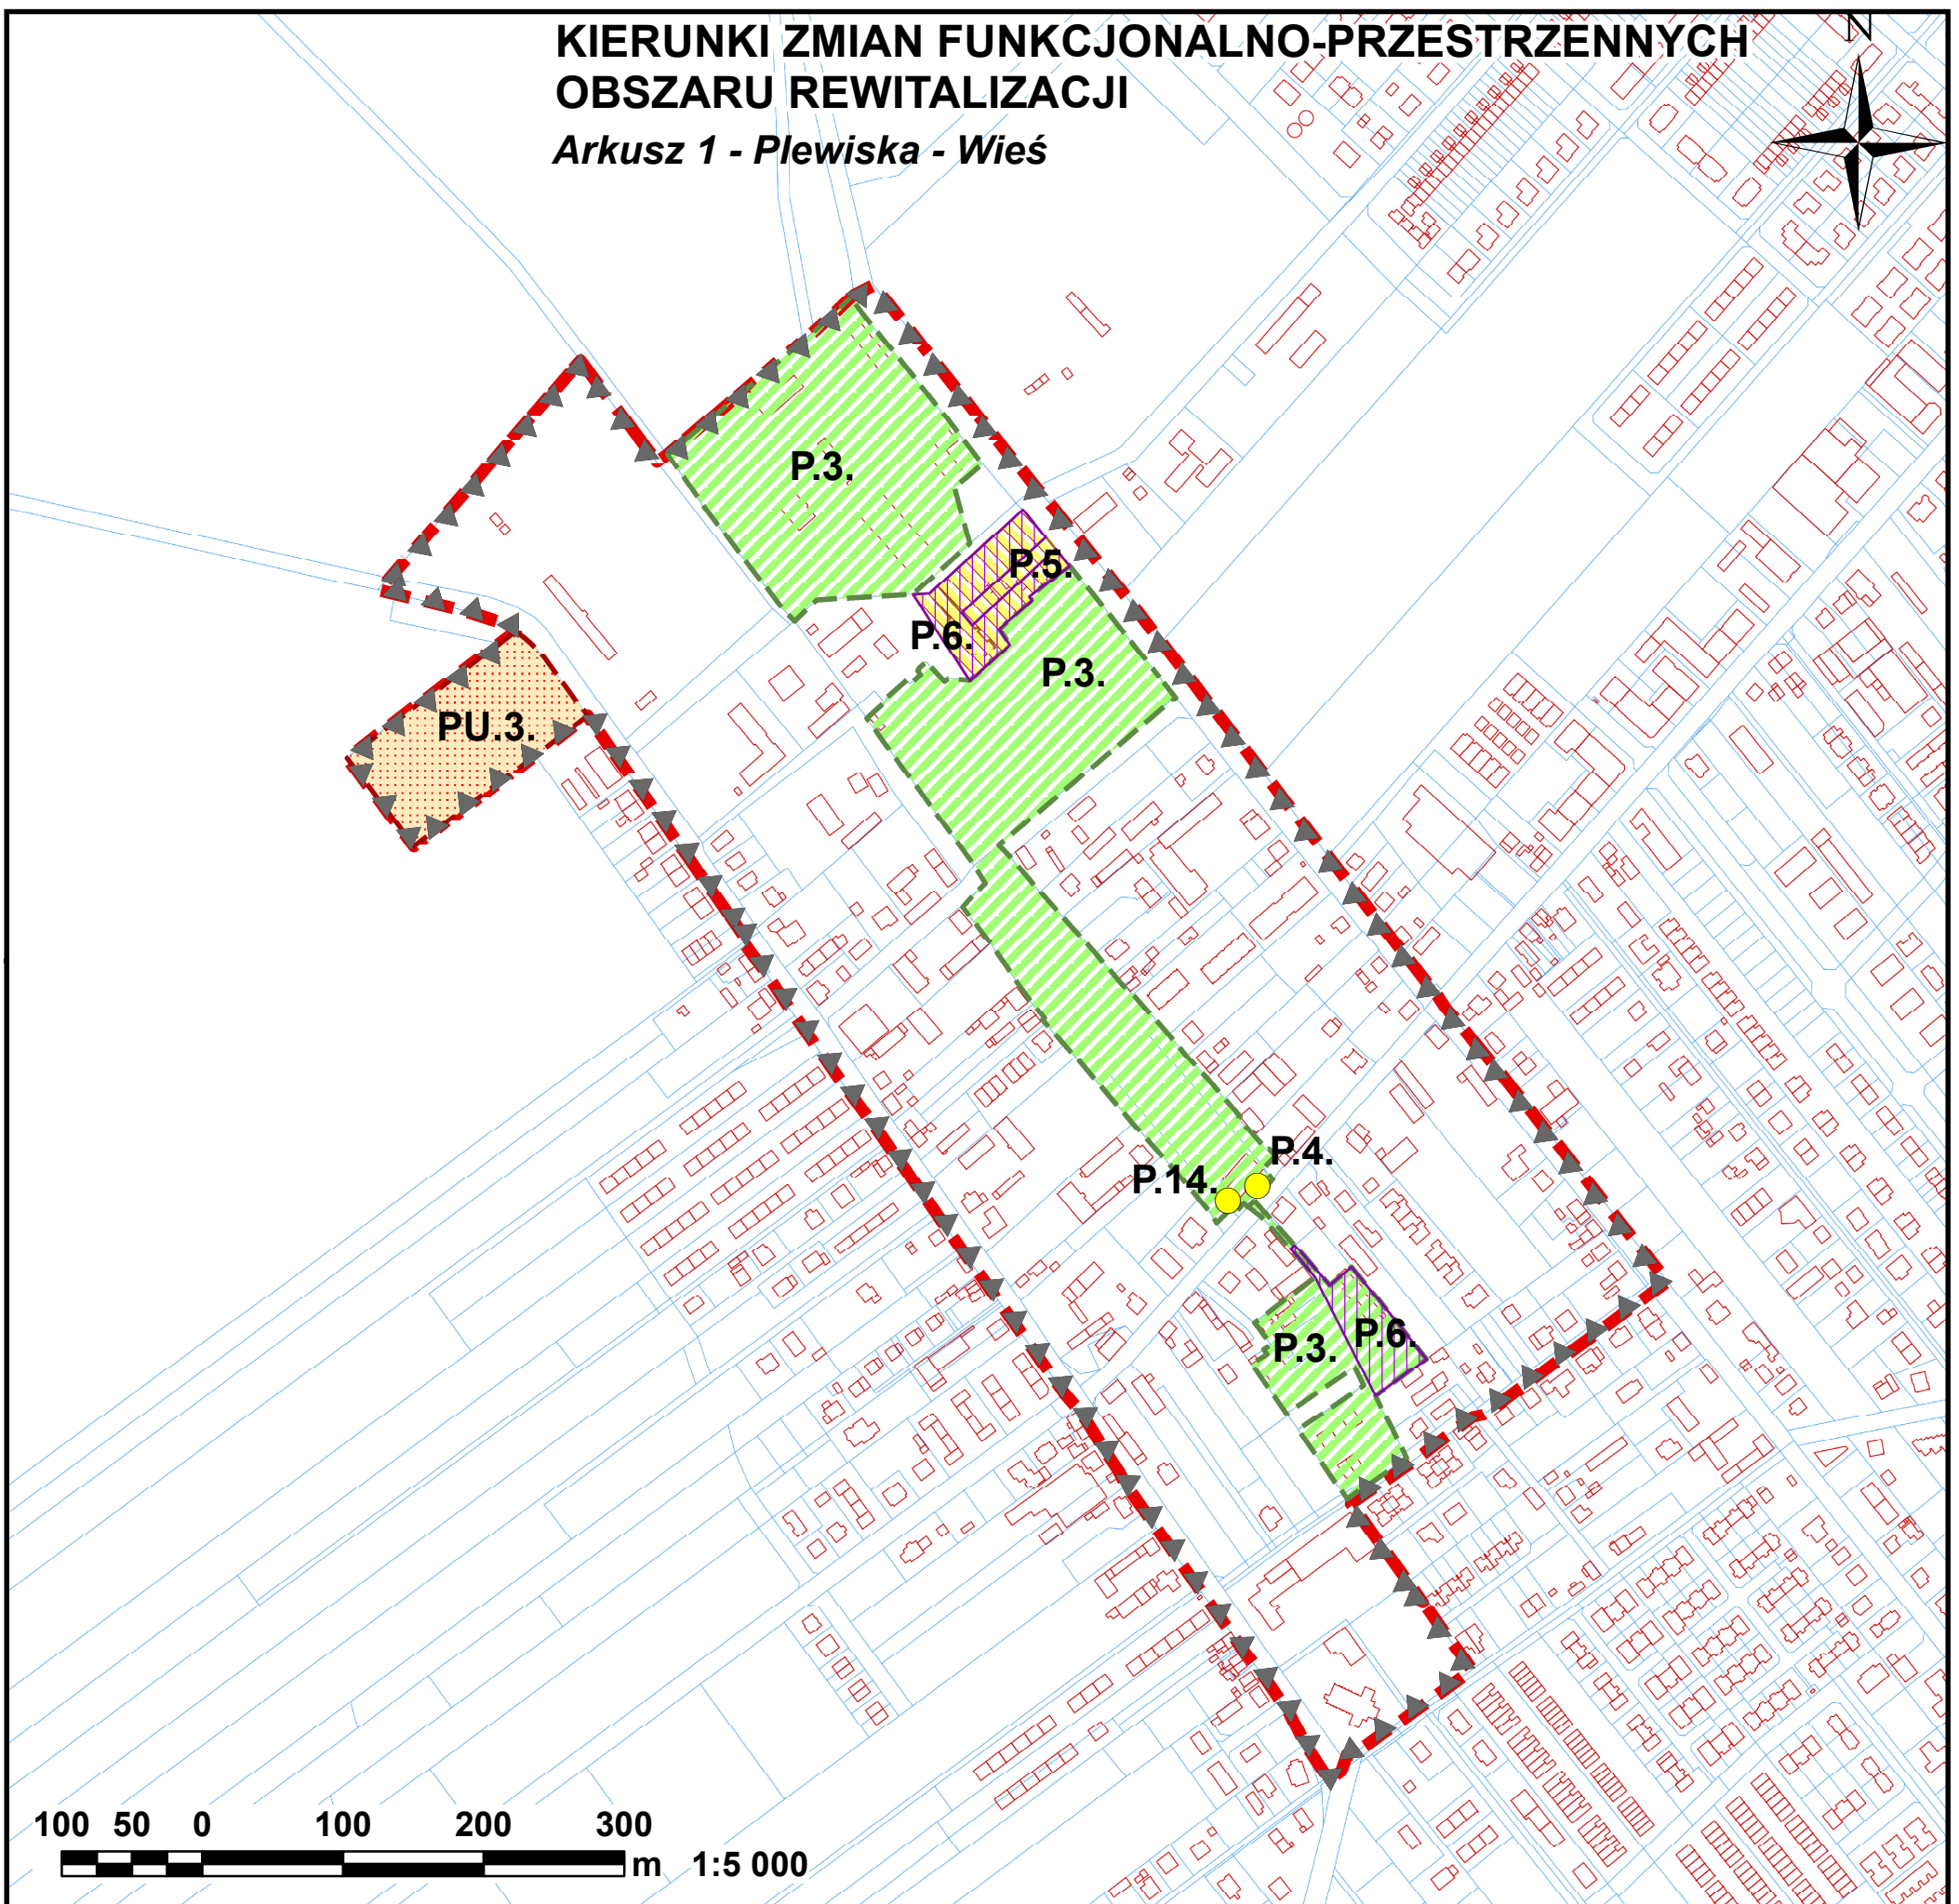 KIERUNKI ZMIAN FUNKCJONALNO-PRZESTRZENNYCH
OBSZARU REWITALIZACJI
Arkusz 1 - Plewiska - Wieś
N
P.3.
P.5.
P.6.
P.3.
PU.3.
P.4.
P.14.
P.6.
P.3.
100 50 0 100 200 300
m 1:5 000